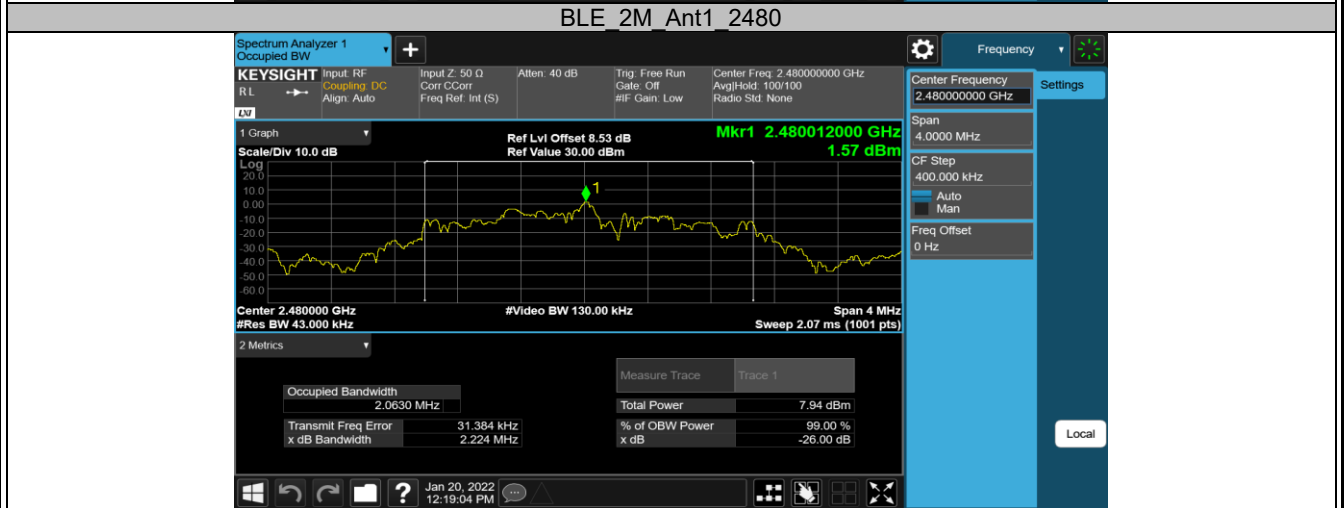 BLE_2M_Ant1_2480
Spectrum Analyzer 1
Occupied BW
+
Frequency
KEYSIGHT
RL
LXI
Input: RF
Coupling: DC
Align: Auto
Input Z: 50 Ω
Corr CCorr
Freq Ref: Int (S)
Atten: 40 dB
Trig: Free Run
Gate: Off
#IF Gain: Low
Center Freq: 2.480000000 GHz
Avg|Hold: 100/100
Radio Std: None
Center Frequency
2.480000000 GHz
Settings
Span
4.0000 MHz
CF Step
400.000 kHz
Auto
Man
Freq Offset
0 Hz
Local
1 Graph
Scale/Div 10.0 dB
Ref Lvl Offset 8.53 dB
Ref Value 30.00 dBm
Mkr1 2.480012000 GHz
1.57 dBm
Log
20.0
10.0
0.00
-10.0
-20.0
-30.0
-40.0
-50.0
-60.0
1
Center 2.480000 GHz
#Res BW 43.000 kHz
#Video BW 130.00 kHz
Span 4 MHz
Sweep 2.07 ms (1001 pts)
2 Metrics
Measure Trace Trace 1
Occupied Bandwidth
2.0630 MHz
Total Power 7.94 dBm
Transmit Freq Error 31.384 kHz
% of OBW Power 99.00 %
x dB Bandwidth 2.224 MHz
x dB -26.00 dB
?
Jan 20, 2022
12:19:04 PM